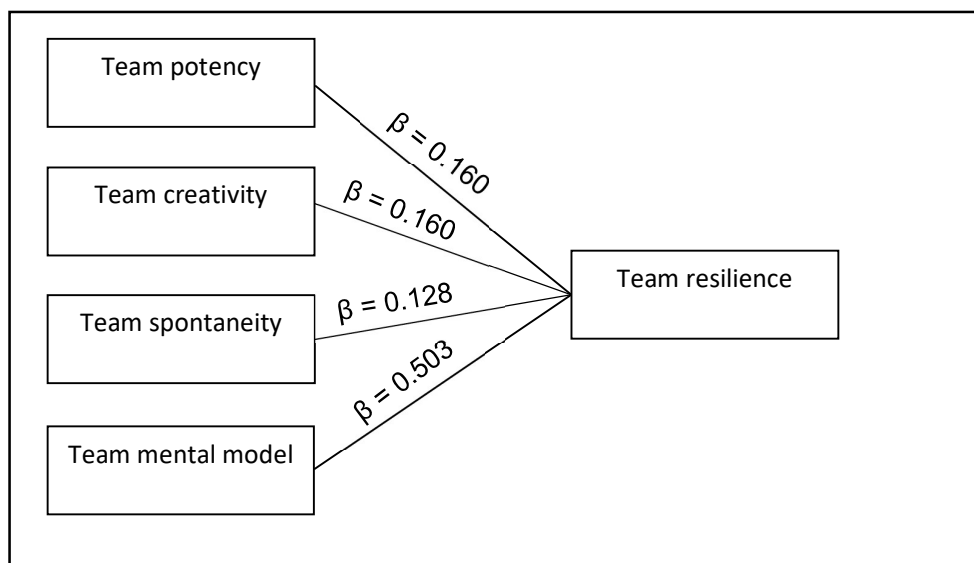 Team potency
β = 0.160
Team creativity
β = 0.160
Team resilience
Team spontaneity
β = 0.128
β = 0.503
Team mental model